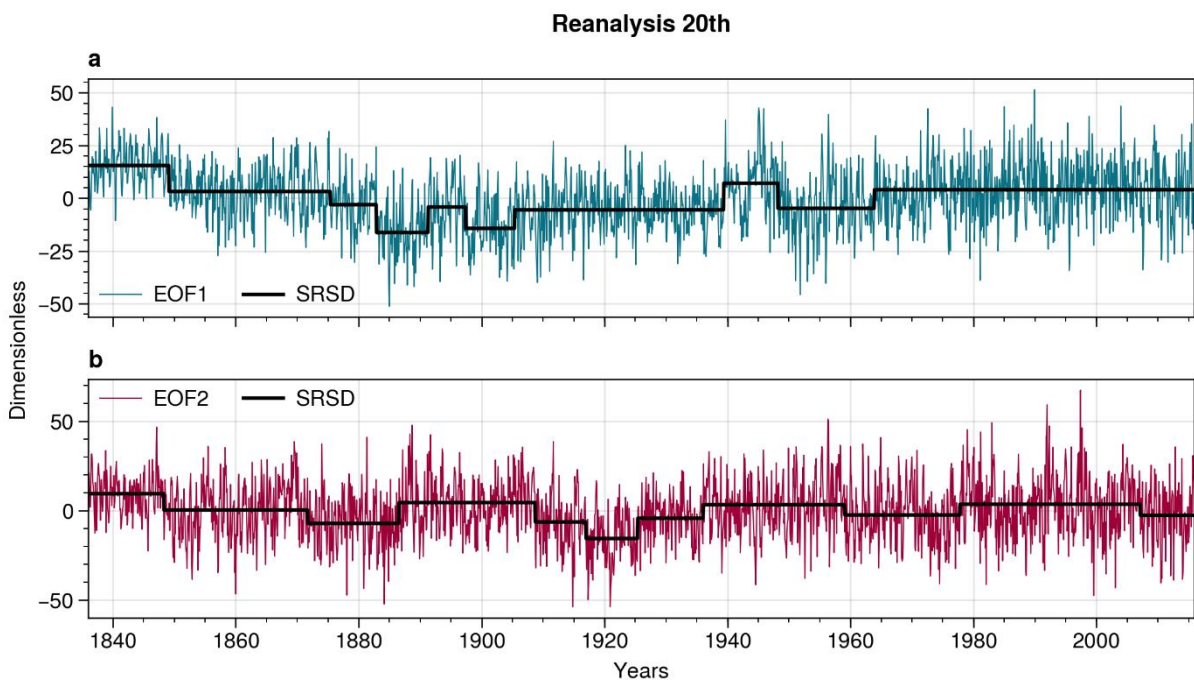 Reanalysis 20th
a
50
25
0
−25
−50
EOF1 SRSD
b
EOF2 SRSD
50
0
−50
Dimensionless
1840 1860 1880 1900 1920 1940 1960 1980 2000
Years